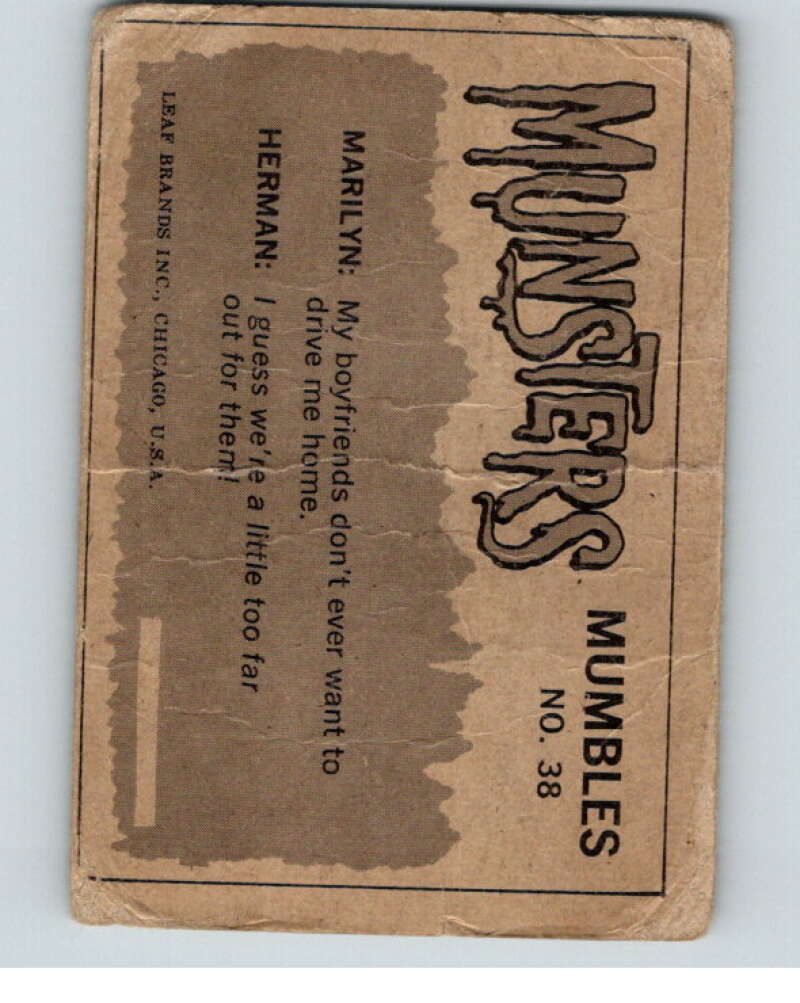 MUNSTERS MUMBLES
NO. 38
MARILYN: My boyfriends don't ever want to
drive me home.
HERMAN: I guess we're a little too far
out for them!
LEAF BRANDS INC., CHICAGO, U.S.A.